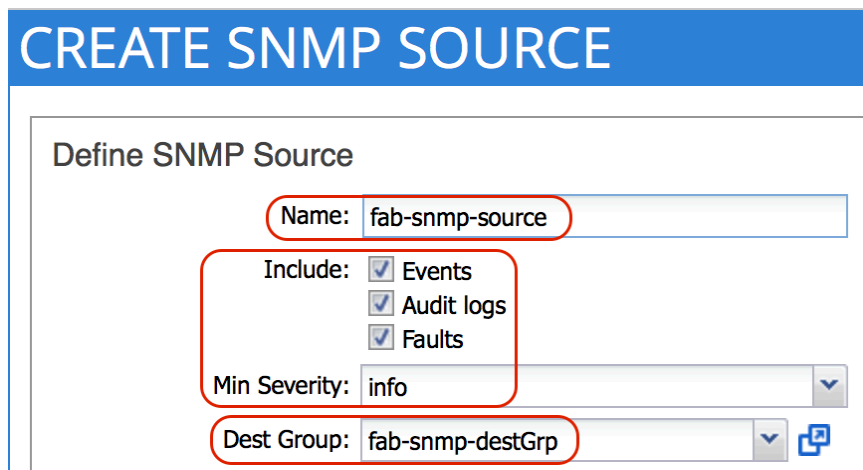 CREATE SNMP SOURCE
Define SNMP Source
Name: fab-snmp-source
Include: Events
Audit logs
Faults
Min Severity: info
Dest Group: fab-snmp-destGrp